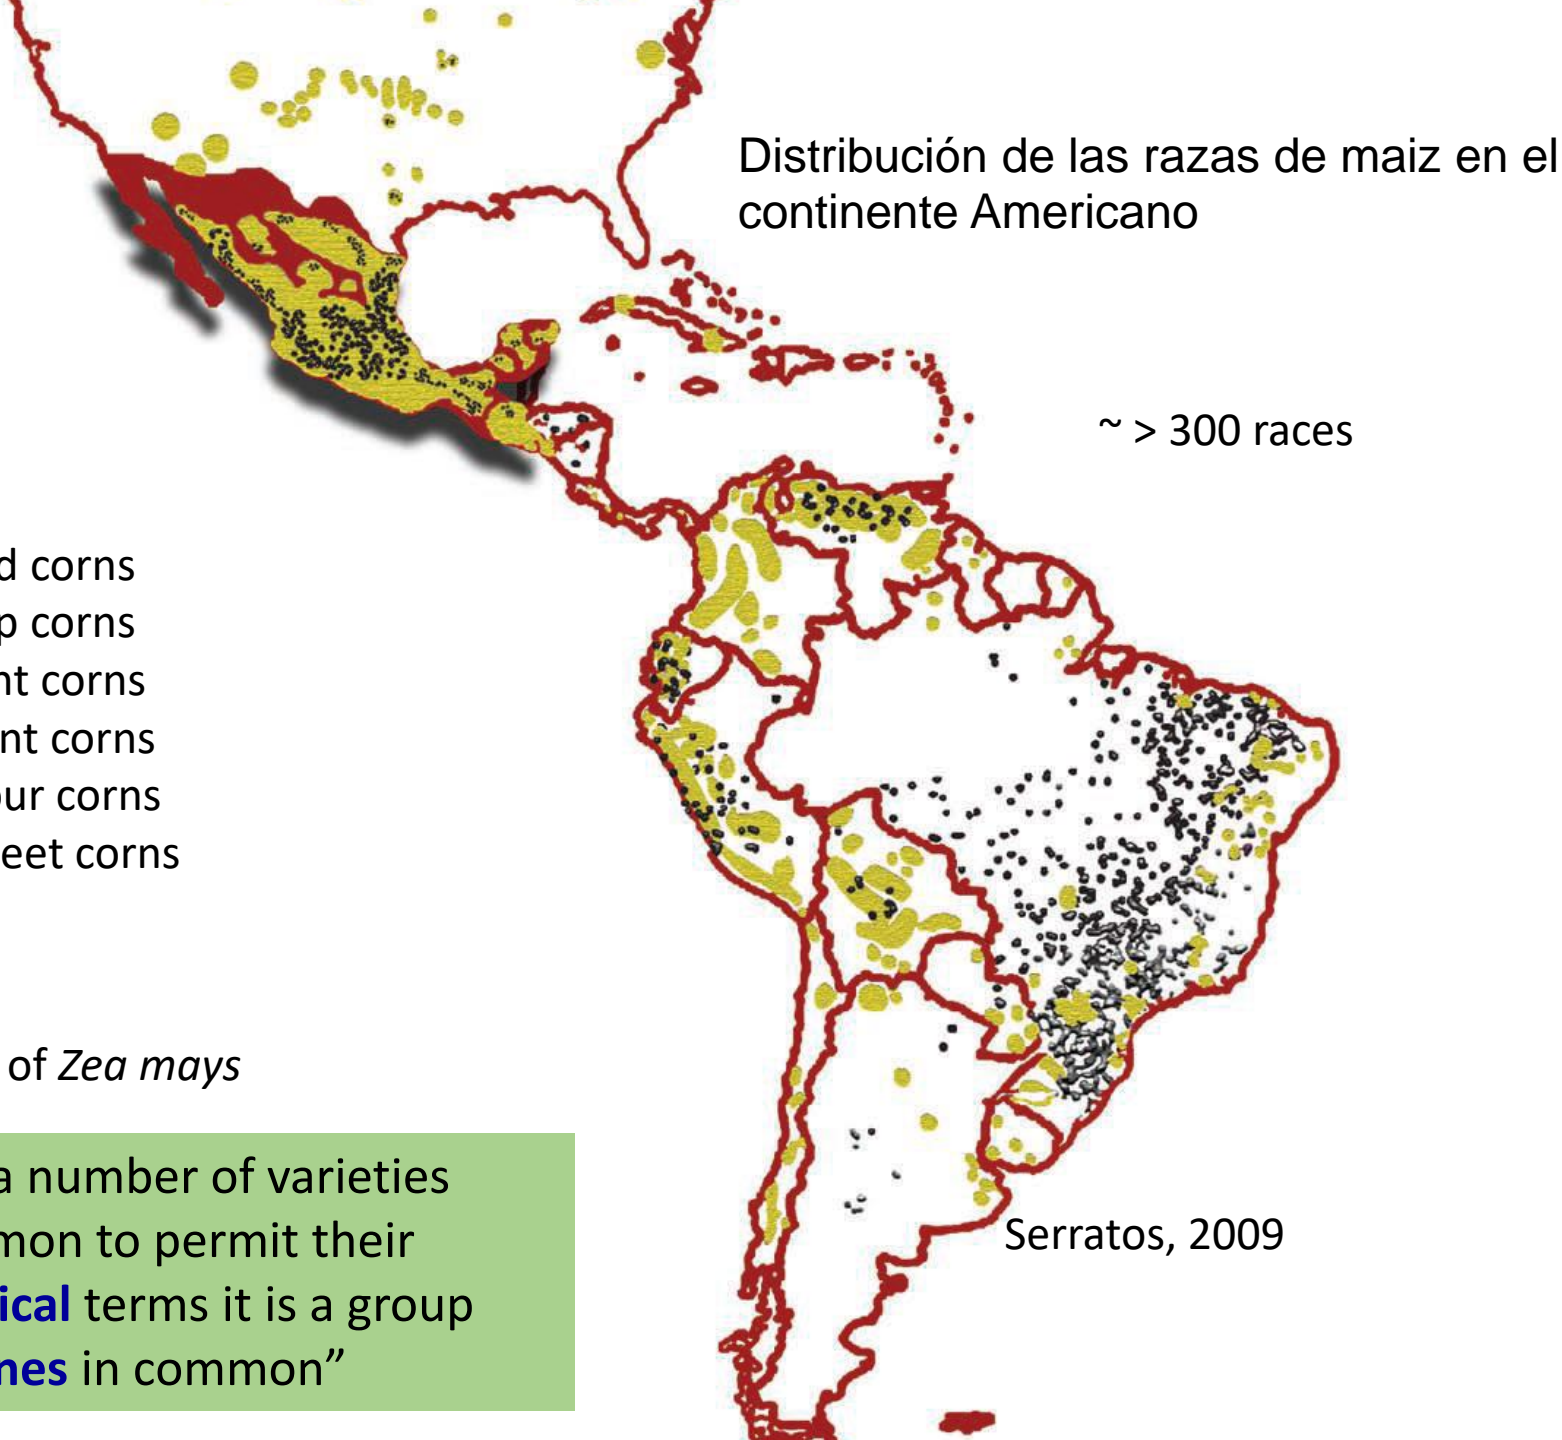 Distribución de las razas de maiz en el
continente Americano
~ > 300 races
d corns
p corns
nt corns
nt corns
our corns
eet corns
of Zea mays
a number of varieties
mon to permit their
ical terms it is a group
nes in common”
Serratos, 2009